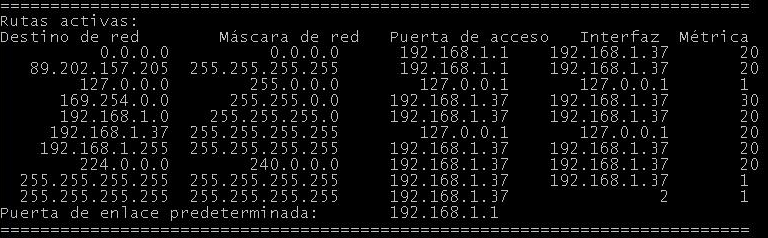 ===========================================================================
Rutas activas:
Destino de red        Máscara de red   Puerta de acceso   Interfaz  Métrica
0.0.0.0          0.0.0.0      192.168.1.1    192.168.1.37       20
89.202.157.205  255.255.255.255      192.168.1.1    192.168.1.37       20
127.0.0.0        255.0.0.0        127.0.0.1       127.0.0.1       1
169.254.0.0      255.255.0.0     192.168.1.37    192.168.1.37       30
192.168.1.0    255.255.255.0     192.168.1.37    192.168.1.37       20
192.168.1.37  255.255.255.255        127.0.0.1       127.0.0.1       20
192.168.1.255  255.255.255.255     192.168.1.37    192.168.1.37       20
224.0.0.0        240.0.0.0     192.168.1.37    192.168.1.37       20
255.255.255.255  255.255.255.255     192.168.1.37    192.168.1.37       1
255.255.255.255  255.255.255.255     192.168.1.37               2       1
Puerta de enlace predeterminada:       192.168.1.1
===========================================================================